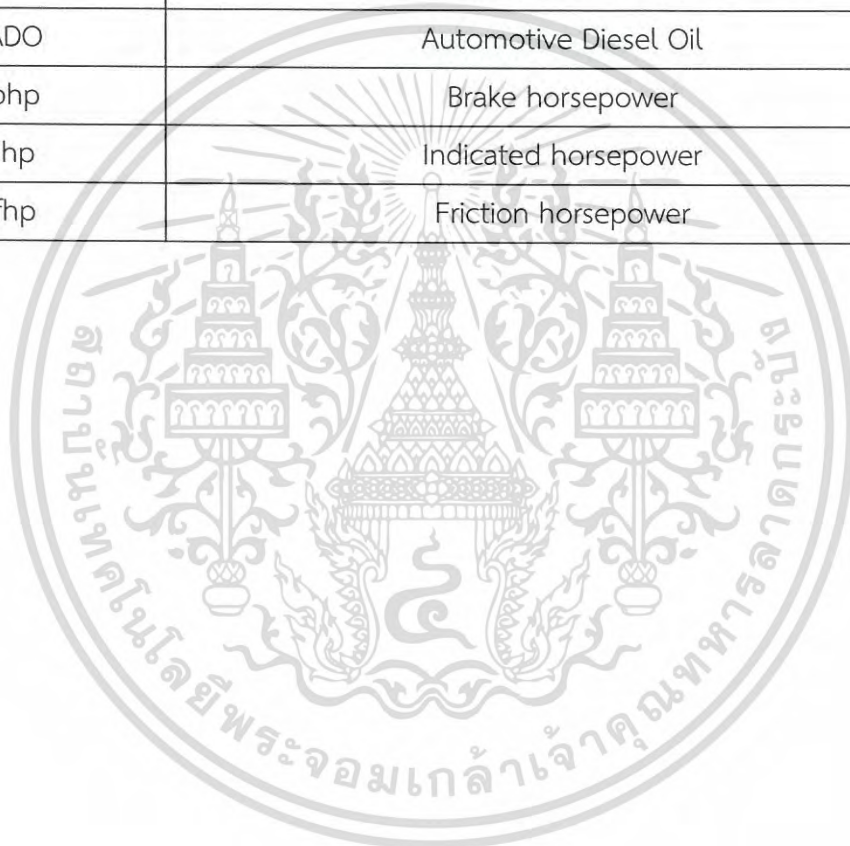 ADO Automotive Diesel Oil
bhp Brake horsepower
hp Indicated horsepower
fhp Friction horsepower
สถาบันเทคโนโลยีพระจอมเกล้าเจ้าคุณทหารลาดกระบัง
๔